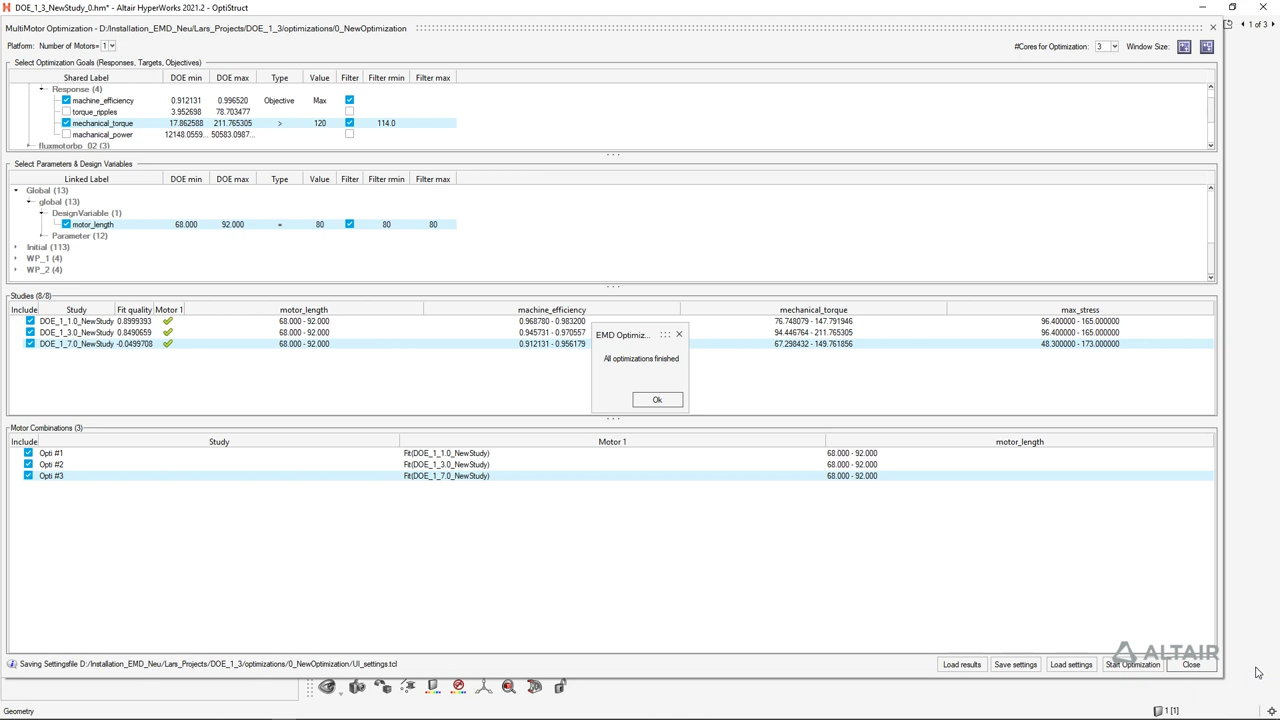 DOE_1_3_NewStudy_0.hm* - Altair HyperWorks 2021.2 - OptiStruct
MultiMotor Optimization - D:/Installation_EMD_Neu/Lars_Projects/DOE_1_3/optimizations/0_NewOptimization
1 of 3
Platform: Number of Motors= 1 #Cores for Optimization: 3 Window Size:
Select Optimization Goals (Responses, Targets, Objectives)
Shared Label DOE min DOE max Type Value Filter Filter rmin Filter max
Response (4)
machine_efficiency 0.912131 0.996520 Objective Max
torque_ripples 3.952698 78.703477
mechanical_torque 17.862588 211.765305 > 120 114.0
machanical_power 12148.0559... 50583.0987...
fluxmotorbo_02 (3)
Select Parameters & Design Variables
Linked Label DOE min DOE max Type Value Filter Filter rmin Filter max
Global (13)
global (13)
DesignVariable (1)
motor_length 68.000 92.000 = 80 80 80
Parameter (12)
Initial (113)
WP_1 (4)
WP_2 (4)
Studies (8/8)
Include Study Fit quality Motor 1 motor_length machine_efficiency mechanical_torque max_stress
DOE_1_1.0_NewStudy 0.8999393 68.000 - 92.000 0.968780 - 0.983200 76.748079 - 147.791946 96.400000 - 165.000000
DOE_1_3.0_NewStudy 0.8490659 68.000 - 92.000 0.945731 - 0.970557 94.446764 - 211.765305 96.400000 - 165.000000
DOE_1_7.0_NewStudy -0.0499708 68.000 - 92.000 0.912131 - 0.956179 67.298432 - 149.761856 48.300000 - 173.000000
EMD Optimiz...
All optimizations finished
Ok
Motor Combinations (3)
Include Study Motor 1 motor_length
Opti #1 Fit(DOE_1_1.0_NewStudy) 68.000 - 92.000
Opti #2 Fit(DOE_1_3.0_NewStudy) 68.000 - 92.000
Opti #3 Fit(DOE_1_7.0_NewStudy) 68.000 - 92.000
ALTAIR
Saving Settingsfile D:/Installation_EMD_Neu/Lars_Projects/DOE_1_3/optimizations/0_NewOptimization/UI_settings.tcl
Load results Save settings Load settings Start Optimization Close
Geometry 1 [1]